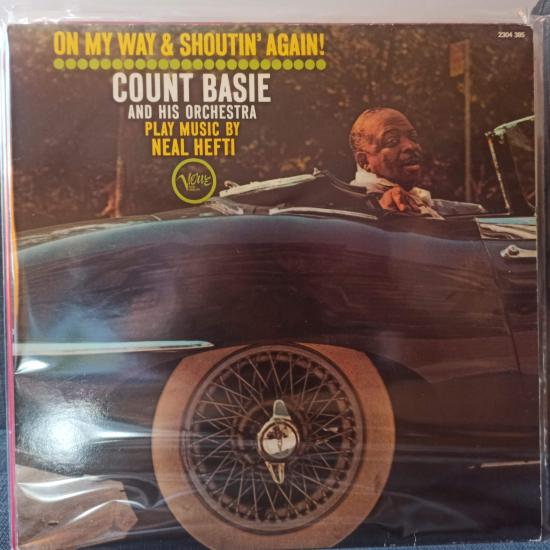 ON MY WAY & SHOUTIN' AGAIN!
2304 385
COUNT BASIE
AND HIS ORCHESTRA
PLAY MUSIC BY
NEAL HEFTI
Verve